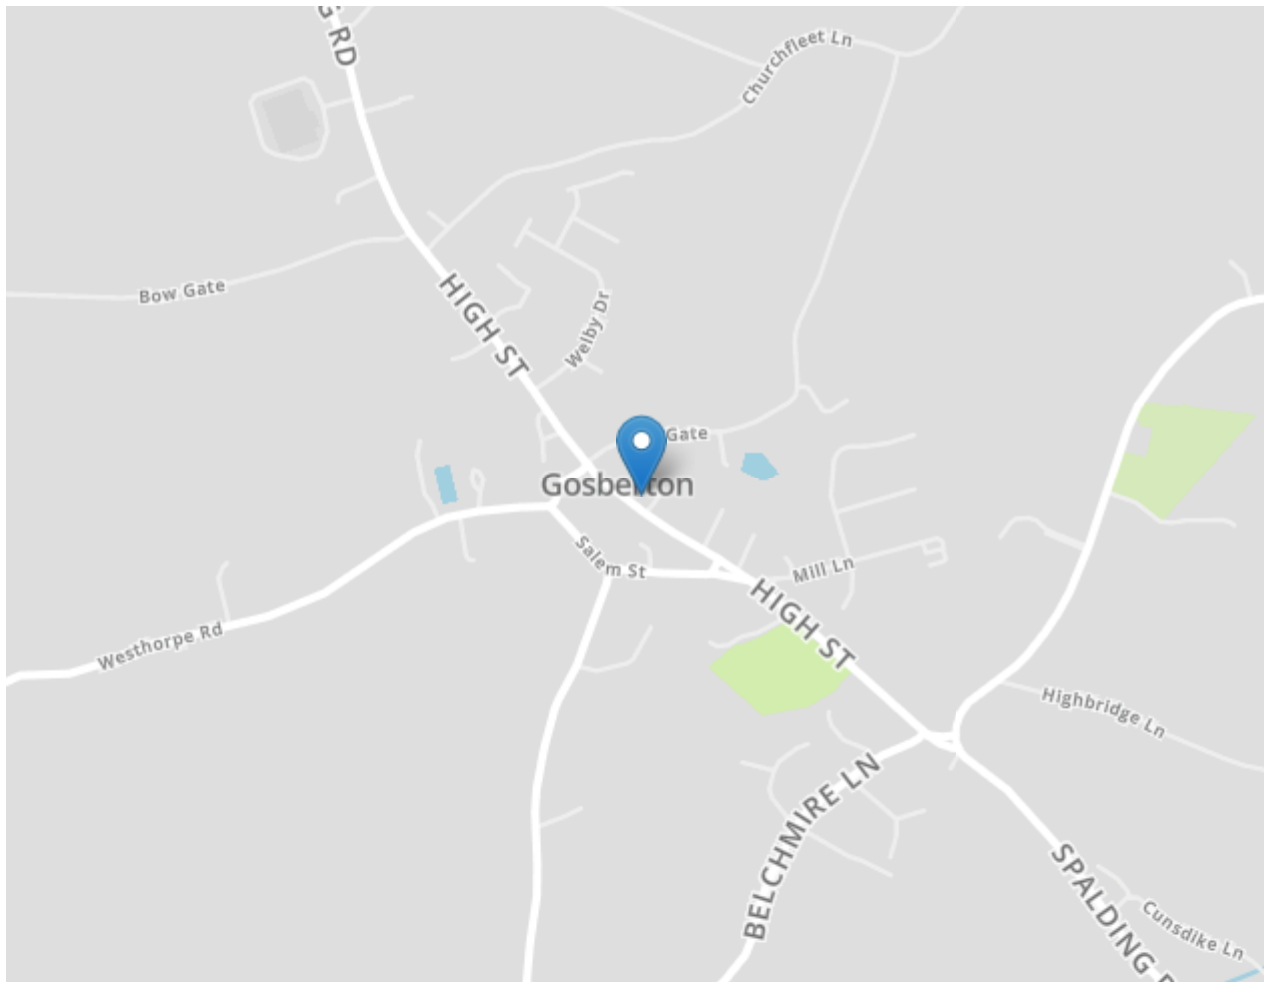 G RD
Churchfleet Ln
Bow Gate
HIGH ST
Welby Dr
Gate
Gosberton
Salem St
Mill Ln
HIGH ST
Westhorpe Rd
Highbridge Ln
BELCHMIRE LN
SPALDING R
Cunsdike Ln